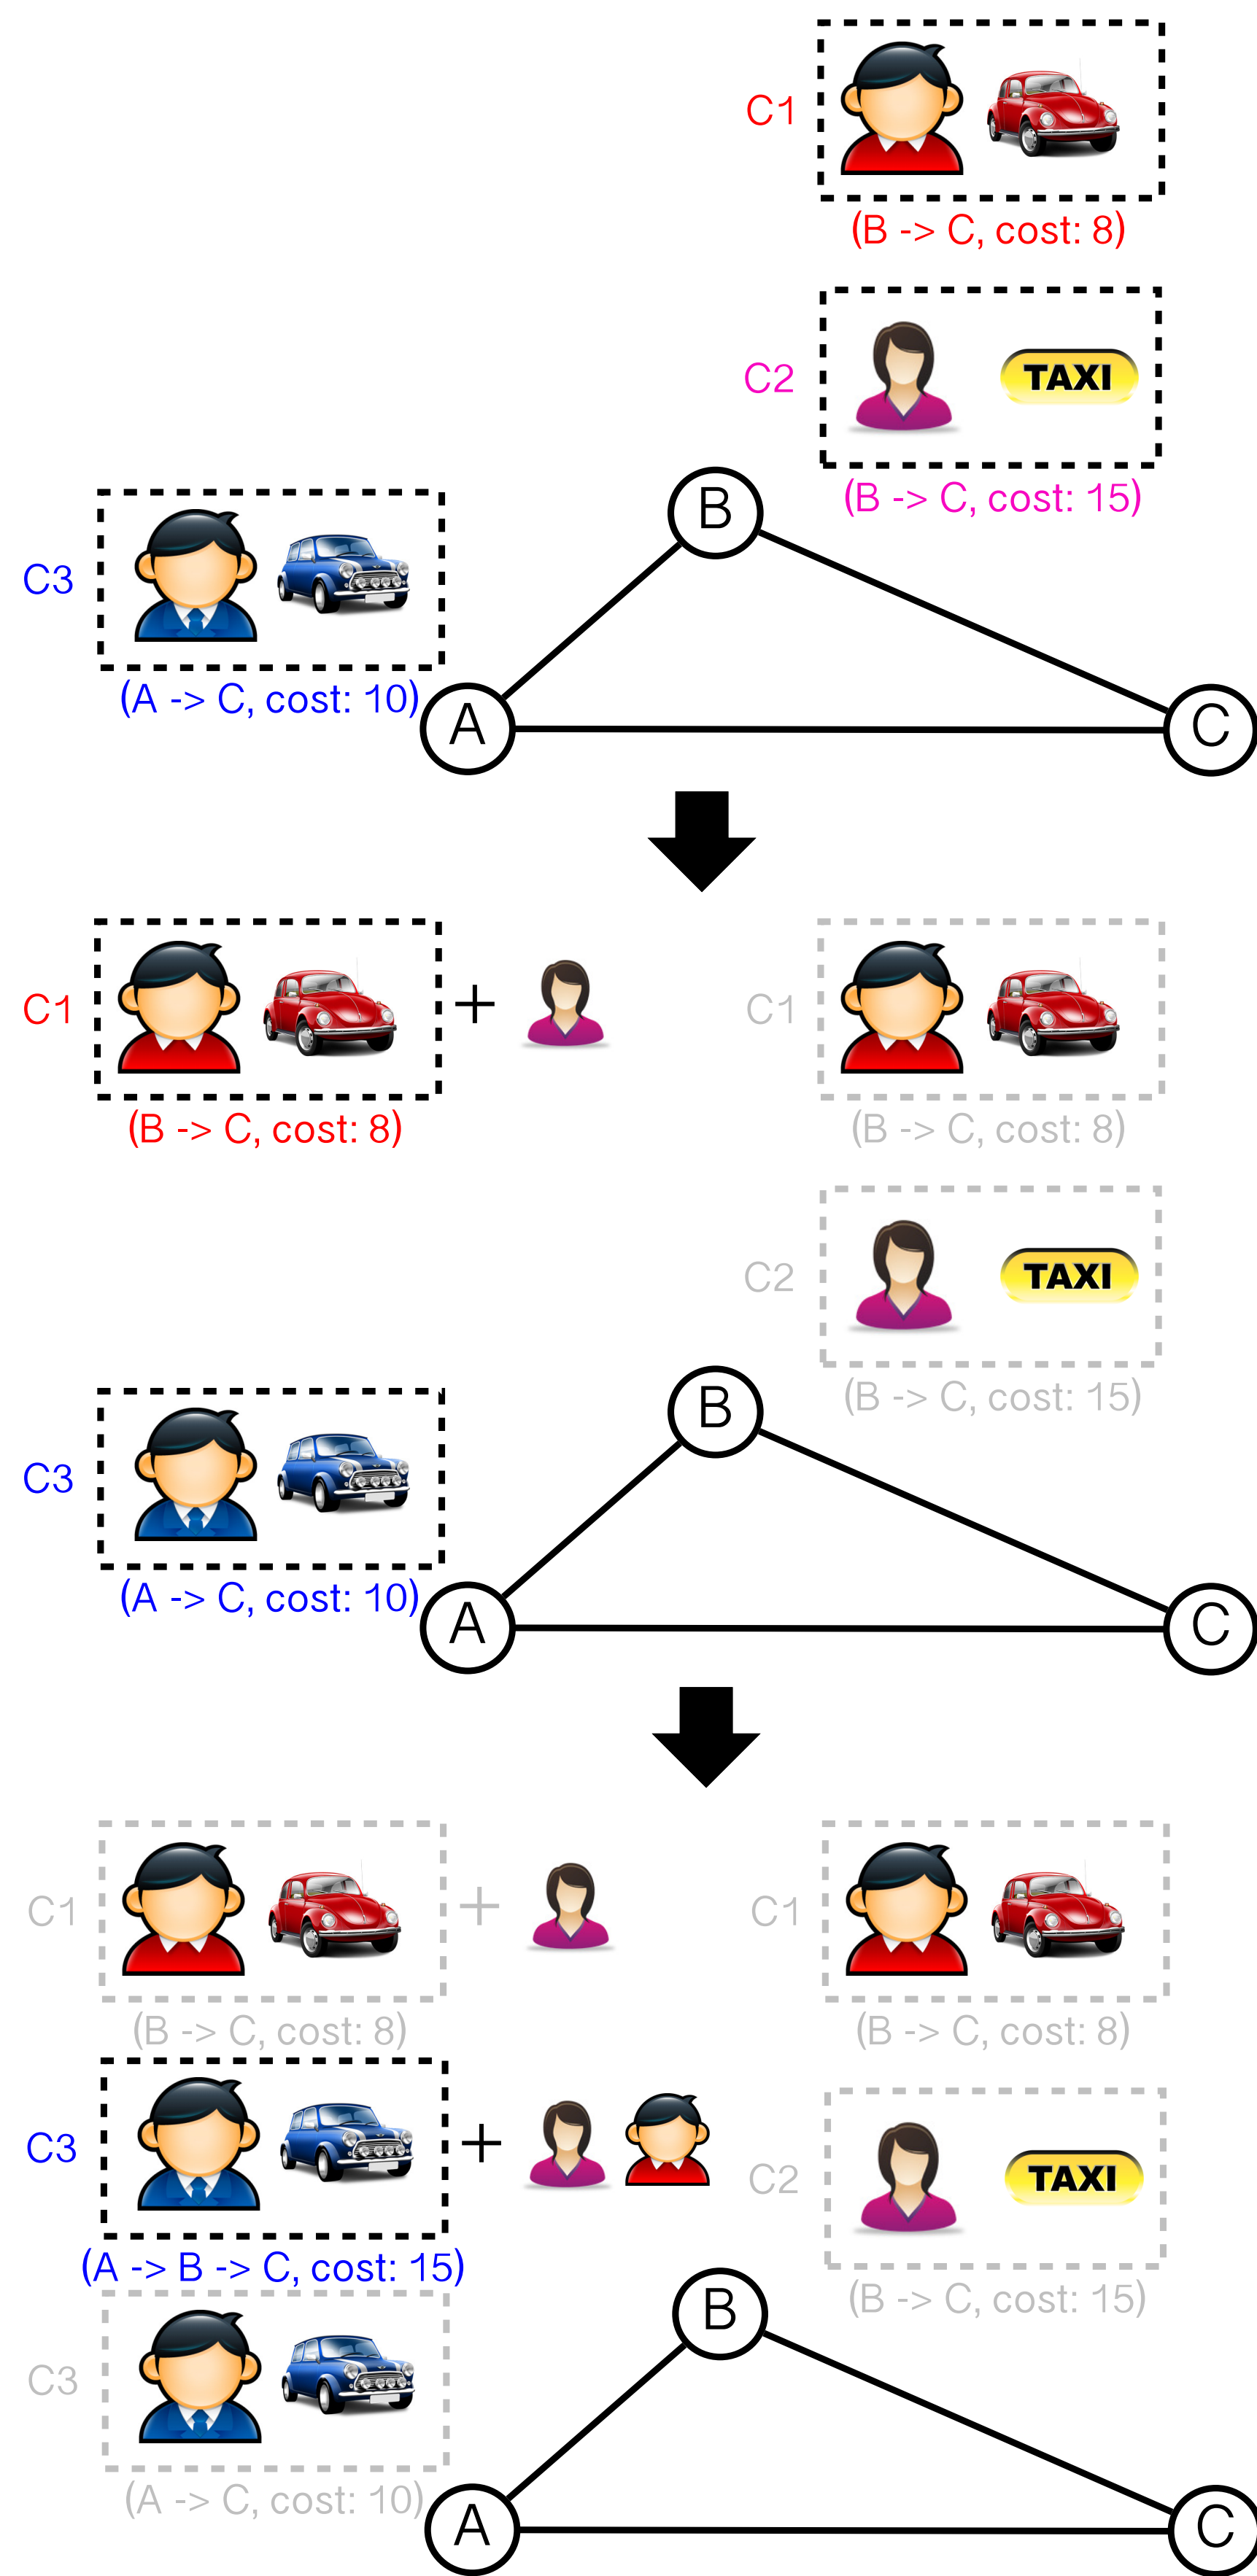 C1
(B -> C, cost: 8)
C2
TAXI
(B -> C, cost: 15)
B
C3
(A -> C, cost: 10)
A
C
C1
+
C1
(B -> C, cost: 8)
(B -> C, cost: 8)
C2
TAXI
(B -> C, cost: 15)
B
C3
(A -> C, cost: 10)
A
C
C1
+
C1
(B -> C, cost: 8)
(B -> C, cost: 8)
C3
+
C2
TAXI
(A -> B -> C, cost: 15)
(B -> C, cost: 15)
B
C3
(A -> C, cost: 10)
A
C